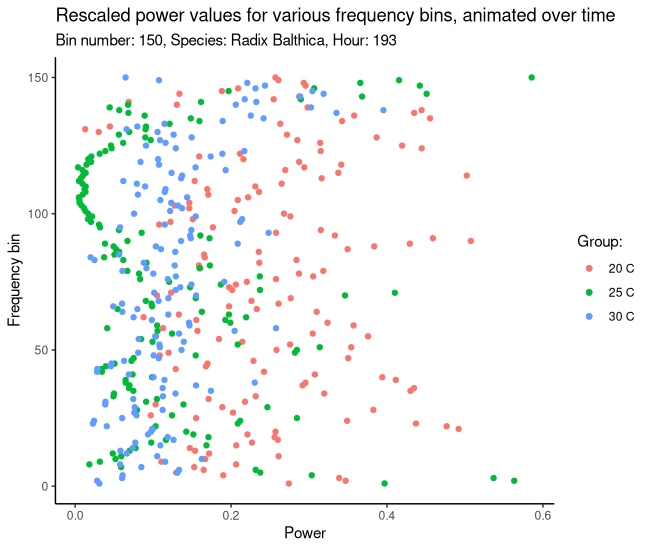 Rescaled power values for various frequency bins, animated over time
Bin number: 150, Species: Radix Balthica, Hour: 193
150
100
50
0
Frequency bin
0.0
0.2
0.4
0.6
Power
Group:
20 C
25 C
30 C